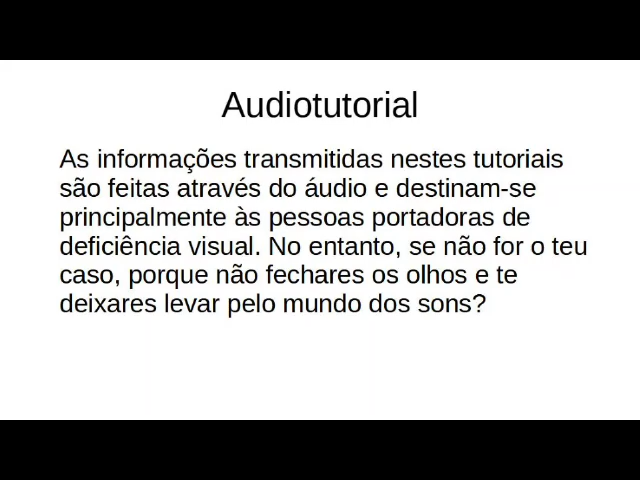 Audiotutorial
As informações transmitidas nestes tutoriais
são feitas através do áudio e destinam-se
principalmente às pessoas portadoras de
deficiência visual. No entanto, se não for o teu
caso, porque não fechares os olhos e te
deixares levar pelo mundo dos sons?